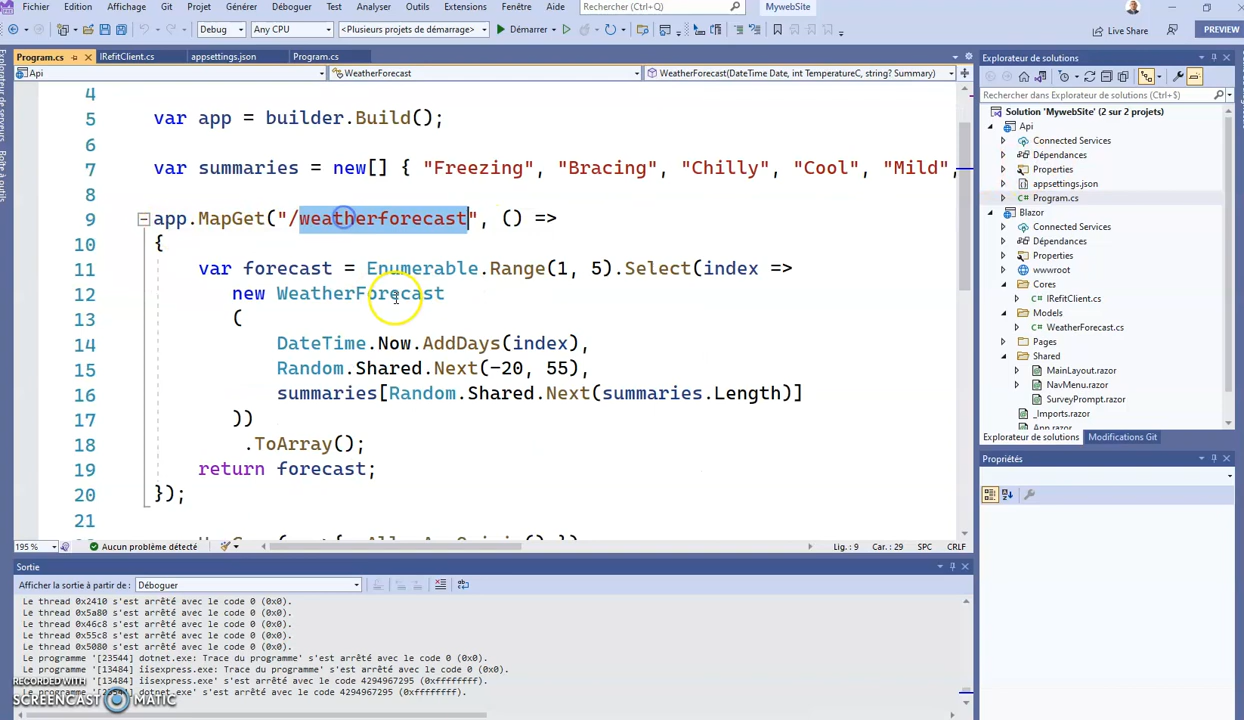 Fichier Edition Affichage Git Projet Générer Déboguer Test Analyser Outils Extensions Fenêtre Aide Rechercher (Ctrl+Q) MywebSite
Debug Any CPU <Plusieurs projets de démarrage> Démarrer Live Share PREVIEW
Explorateur de serveurs
Boîte à outils
Program.cs IRefitClient.cs appsettings.json Program.cs
Api WeatherForecast WeatherForecast(DateTime Date, int TemperatureC, string? Summary)
4
5 var app = builder.Build();
6
7 var summaries = new[] { "Freezing", "Bracing", "Chilly", "Cool", "Mild",
8
9 app.MapGet("/weatherforecast", () =>
10 {
11 var forecast = Enumerable.Range(1, 5).Select(index =>
12 new WeatherForecast
13 (
14 DateTime.Now.AddDays(index),
15 Random.Shared.Next(-20, 55),
16 summaries[Random.Shared.Next(summaries.Length)]
17 ))
18 .ToArray();
19 return forecast;
20 });
21
195 % Aucun problème détecté Lig. : 9 Car. : 29 SPC CRLF
Explorateur de solutions
Rechercher dans Explorateur de solutions (Ctrl+$)
Solution 'MywebSite' (2 sur 2 projets)
Api
Connected Services
Dépendances
Properties
appsettings.json
Program.cs
Blazor
Connected Services
Dépendances
Properties
wwwroot
Cores
IRefitClient.cs
Models
WeatherForecast.cs
Pages
Shared
MainLayout.razor
NavMenu.razor
SurveyPrompt.razor
_Imports.razor
App.razor
Explorateur de solutions Modifications Git
Propriétés
Sortie
Afficher la sortie à partir de : Déboguer
Le thread 0x2410 s'est arrêté avec le code 0 (0x0).
Le thread 0x5a80 s'est arrêté avec le code 0 (0x0).
Le thread 0x46c8 s'est arrêté avec le code 0 (0x0).
Le thread 0x55c8 s'est arrêté avec le code 0 (0x0).
Le thread 0x5080 s'est arrêté avec le code 0 (0x0).
Le programme '[23544] dotnet.exe: Trace du programme' s'est arrêté avec le code 0 (0x0).
Le programme '[13484] iisexpress.exe: Trace du programme' s'est arrêté avec le code 0 (0x0).
Le programme '[13484] iisexpress.exe' s'est arrêté avec le code 4294967295 (0xffffffff).
dotnet.exe' s'est arrêté avec le code 4294967295 (0xffffffff).
RECORDED WITH
SCREENCAST MATIC